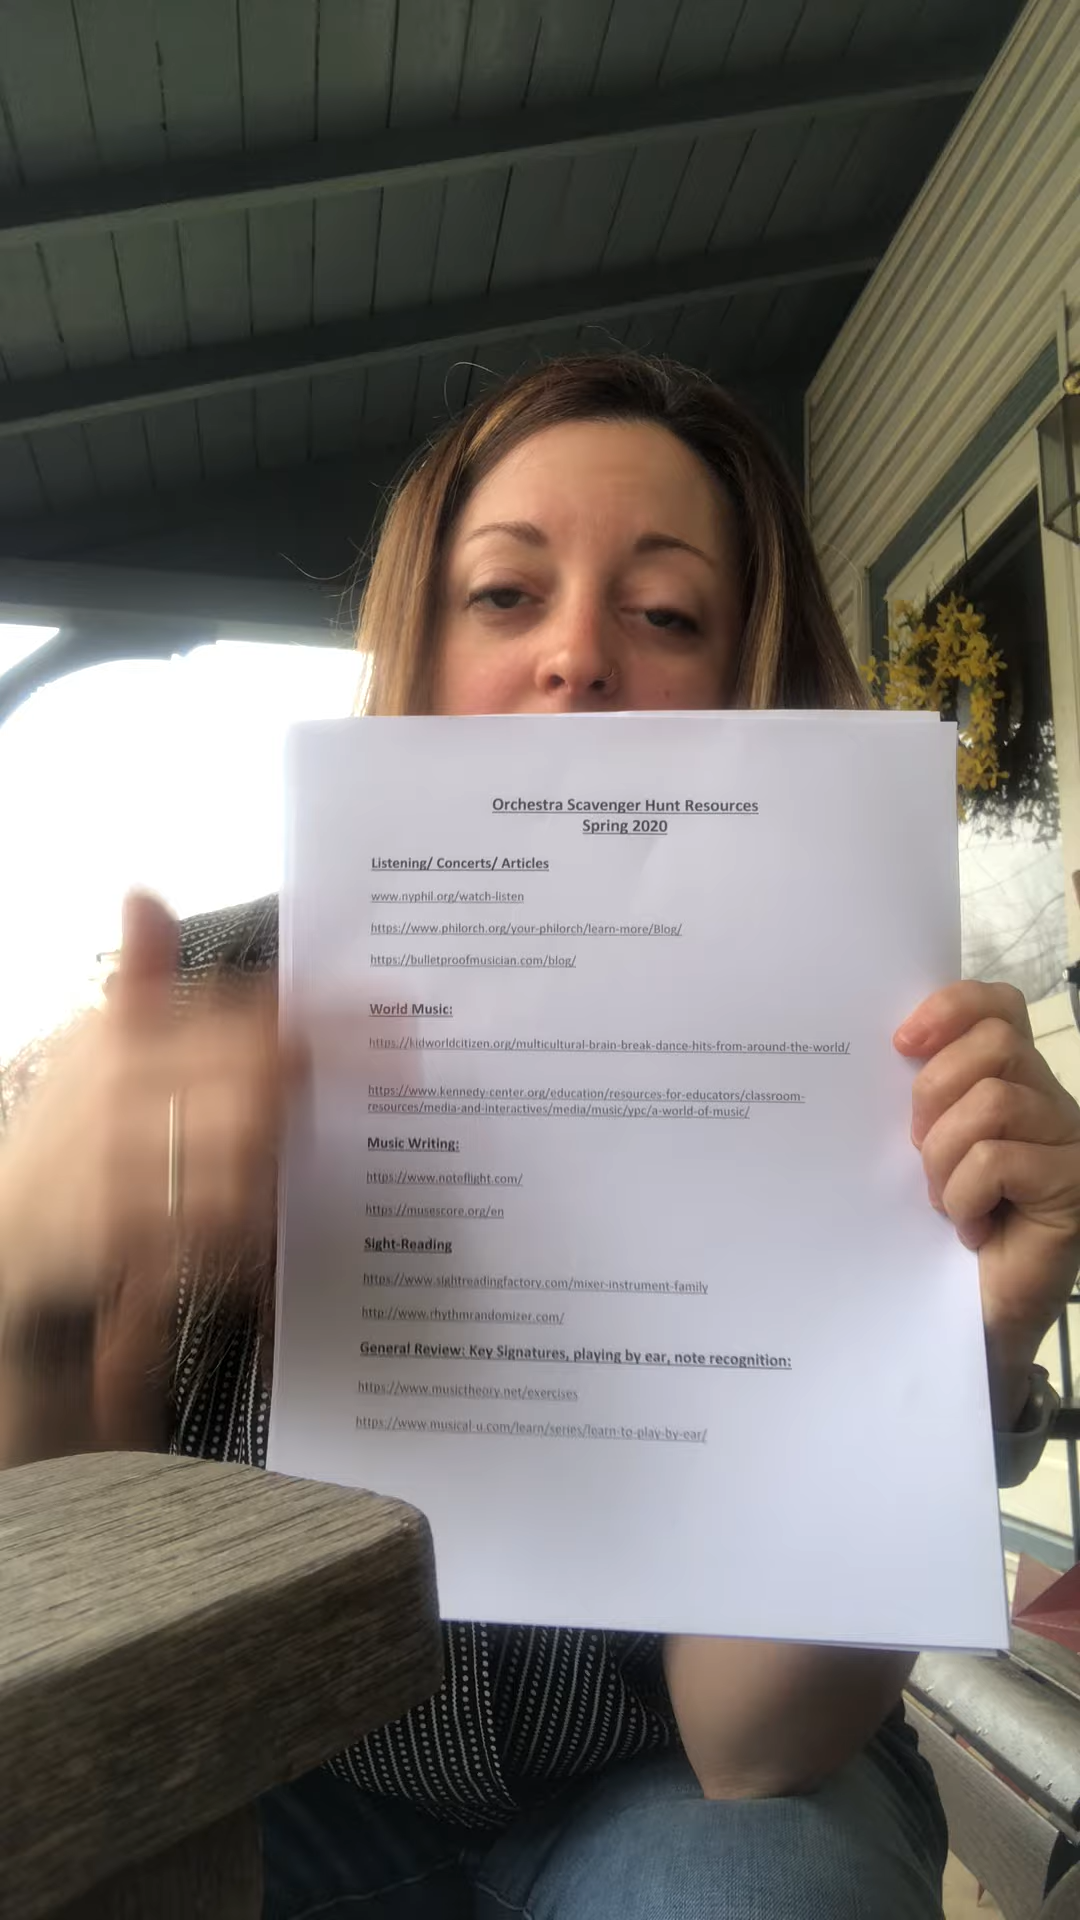 Orchestra Scavenger Hunt Resources
Spring 2020
Listening/ Concerts/ Articles
www.nyphil.org/watch-listen
https://www.philorch.org/your-philorch/learn-more/Blog/
https://bulletproofmusician.com/blog/
World Music:
https://kidworldcitizen.org/multicultural-brain-break-dance-hits-from-around-the-world/
https://www.kennedy-center.org/education/resources-for-educators/classroom-
resources/media-and-interactives/media/music/ypc/a-world-of-music/
Music Writing:
https://www.noteflight.com/
https://musescore.org/en
Sight-Reading
https://www.sightreadingfactory.com/mixer-instrument-family
http://www.rhythmrandomizer.com/
General Review: Key Signatures, playing by ear, note recognition:
https://www.musictheory.net/exercises
https://www.musical-u.com/learn/series/learn-to-play-by-ear/